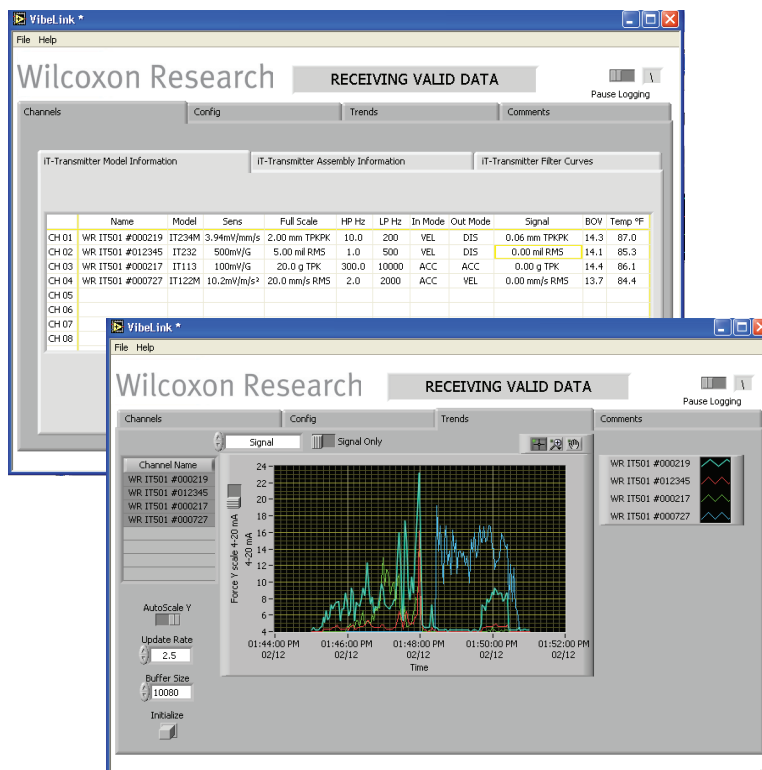 VibeLink *
File Help
Wilcoxon Research
RECEIVING VALID DATA
\
Pause Logging
Channels Config Trends Comments
iT-Transmitter Model Information iT-Transmitter Assembly Information iT-Transmitter Filter Curves
Name Model Sens Full Scale HP Hz LP Hz In Mode Out Mode Signal BOV Temp °F
CH 01 WR IT501 #000219 IT234M 3.94mV/mm/s 2.00 mm TPKPK 10.0 200 VEL DIS 0.06 mm TPKPK 14.3 87.0
CH 02 WR IT501 #012345 IT232 500mV/G 5.00 mil RMS 1.0 500 VEL DIS 0.00 mil RMS 14.1 85.3
CH 03 WR IT501 #000217 IT113 100mV/G 20.0 g TPK 300.0 10000 ACC ACC 0.00 g TPK 14.4 86.1
CH 04 WR IT501 #000727 IT122M 10.2mV/m/s² 20.0 mm/s RMS 2.0 2000 ACC VEL 0.00 mm/s RMS 13.7 84.4
CH 05
CH 06
CH 07
CH 08
VibeLink *
File Help
Wilcoxon Research
RECEIVING VALID DATA
\
Pause Logging
Channels Config Trends Comments
Signal Signal Only
Channel Name
WR IT501 #000219
WR IT501 #012345
WR IT501 #000217
WR IT501 #000727
AutoScale Y
Update Rate
2.5
Buffer Size
10080
Initialize
Force Y scale 4-20 mA
4-20 mA
24
22
20
18
16
14
12
10
8
6
4
01:44:00 PM 01:46:00 PM 01:48:00 PM 01:50:00 PM 01:52:00 PM
02/12 02/12 02/12 02/12 02/12
Time
WR IT501 #000219
WR IT501 #012345
WR IT501 #000217
WR IT501 #000727